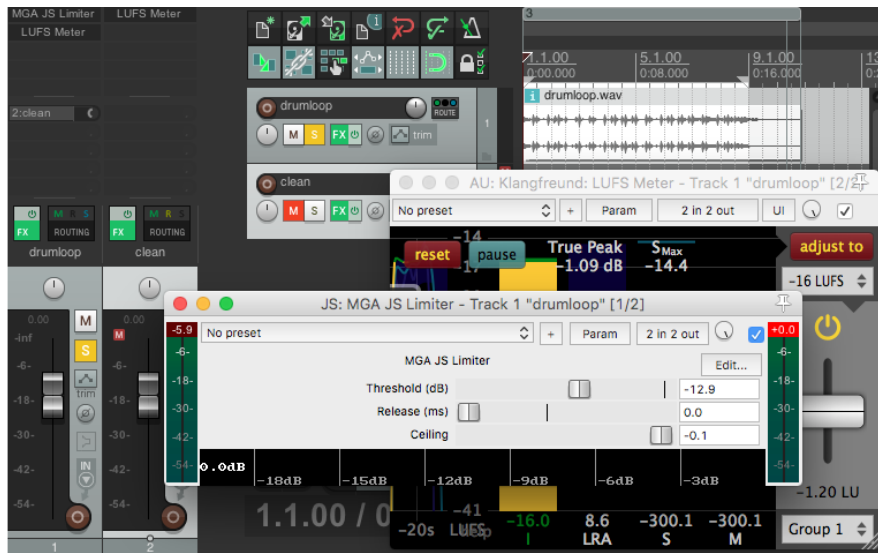 MGA JS Limiter
LUFS Meter
LUFS Meter
2:clean
FX
M R S
ROUTING
FX
M R S
ROUTING
drumloop
clean
drumloop
ROUTE
M S FX trim
1
clean
M S FX
3
1.1.00
0:00.000
5.1.00
0:08.000
9.1.00
0:16.000
13
0:
i drumloop.wav
AU: Klangfreund: LUFS Meter - Track 1 "drumloop" [2/2]
No preset + Param 2 in 2 out UI
-14
reset pause
-17
True Peak
-1.09 dB
SMax
-14.4
adjust to
-16 LUFS
JS: MGA JS Limiter - Track 1 "drumloop" [1/2]
No preset + Param 2 in 2 out
MGA JS Limiter
Edit...
Threshold (dB) -12.9
Release (ms) 0.0
Ceiling -0.1
-5.9
-6-
-18-
-30-
-42-
-54-
+0.0
-6-
-18-
-30-
-42-
-54-
0.0dB
-18dB -15dB -12dB -9dB -6dB -3dB
0.00
-inf
-6-
-18-
-30-
-42-
-54-
M
S
trim
IN
0.00
M
-6-
-18-
-30-
-42-
-54-
1
2
1.1.00 / 0
-41
-20s LUFS
-16.0
I
8.6
LRA
-300.1
S
-300.1
M
-1.20 LU
Group 1